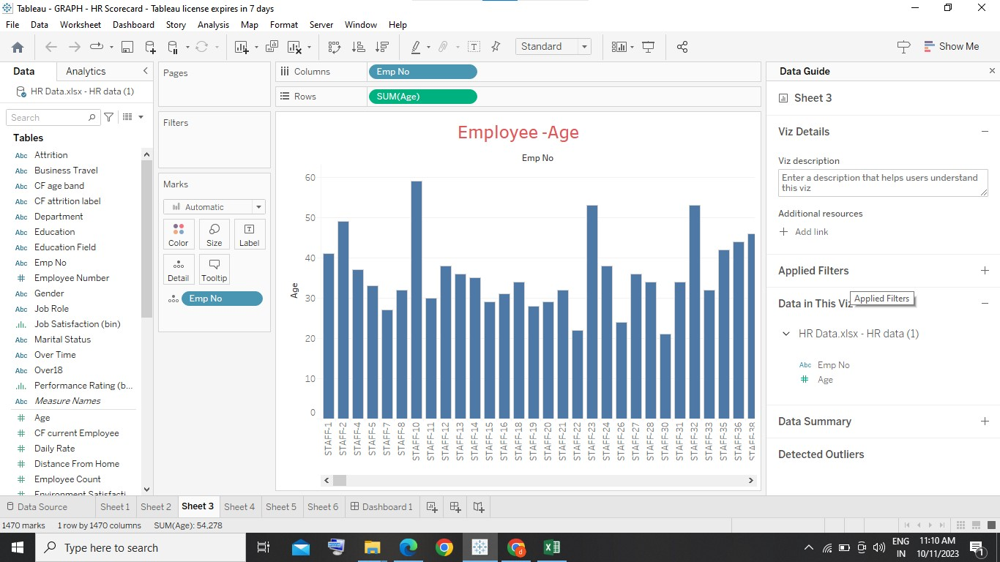 Tableau - GRAPH - HR Scorecard - Tableau license expires in 7 days
File Data Worksheet Dashboard Story Analysis Map Format Server Window Help
Standard
Show Me
Data Analytics
HR Data.xlsx - HR data (1)
Search
Tables
Abc Attrition
Abc Business Travel
Abc CF age band
Abc CF attrition label
Abc Department
Abc Education
Abc Education Field
Abc Emp No
# Employee Number
Abc Gender
Abc Job Role
Job Satisfaction (bin)
Abc Marital Status
Abc Over Time
Abc Over18
Performance Rating (b...
Abc Measure Names
# Age
# CF current Employee
# Daily Rate
# Distance From Home
# Employee Count
# Environment Satisfacti...
Pages
Filters
Marks
Automatic
Color Size Label
Detail Tooltip
Emp No
Columns Emp No
Rows SUM(Age)
Employee -Age
Emp No
Age
60
50
40
30
20
10
0
STAFF-1
STAFF-2
STAFF-4
STAFF-5
STAFF-7
STAFF-8
STAFF-10
STAFF-11
STAFF-12
STAFF-13
STAFF-14
STAFF-15
STAFF-16
STAFF-18
STAFF-19
STAFF-20
STAFF-21
STAFF-22
STAFF-23
STAFF-24
STAFF-26
STAFF-27
STAFF-28
STAFF-30
STAFF-31
STAFF-32
STAFF-33
STAFF-35
STAFF-36
STAFF-38
Data Guide
Sheet 3
Viz Details
Viz description
Enter a description that helps users understand
this viz
Additional resources
Add link
Applied Filters
Applied Filters
Data in This Viz
HR Data.xlsx - HR data (1)
Abc Emp No
# Age
Data Summary
Detected Outliers
Data Source Sheet 1 Sheet 2 Sheet 3 Sheet 4 Sheet 5 Sheet 6 Dashboard 1
1470 marks 1 row by 1470 columns SUM(Age): 54,278
Type here to search
ENG
IN
11:10 AM
10/11/2023
1